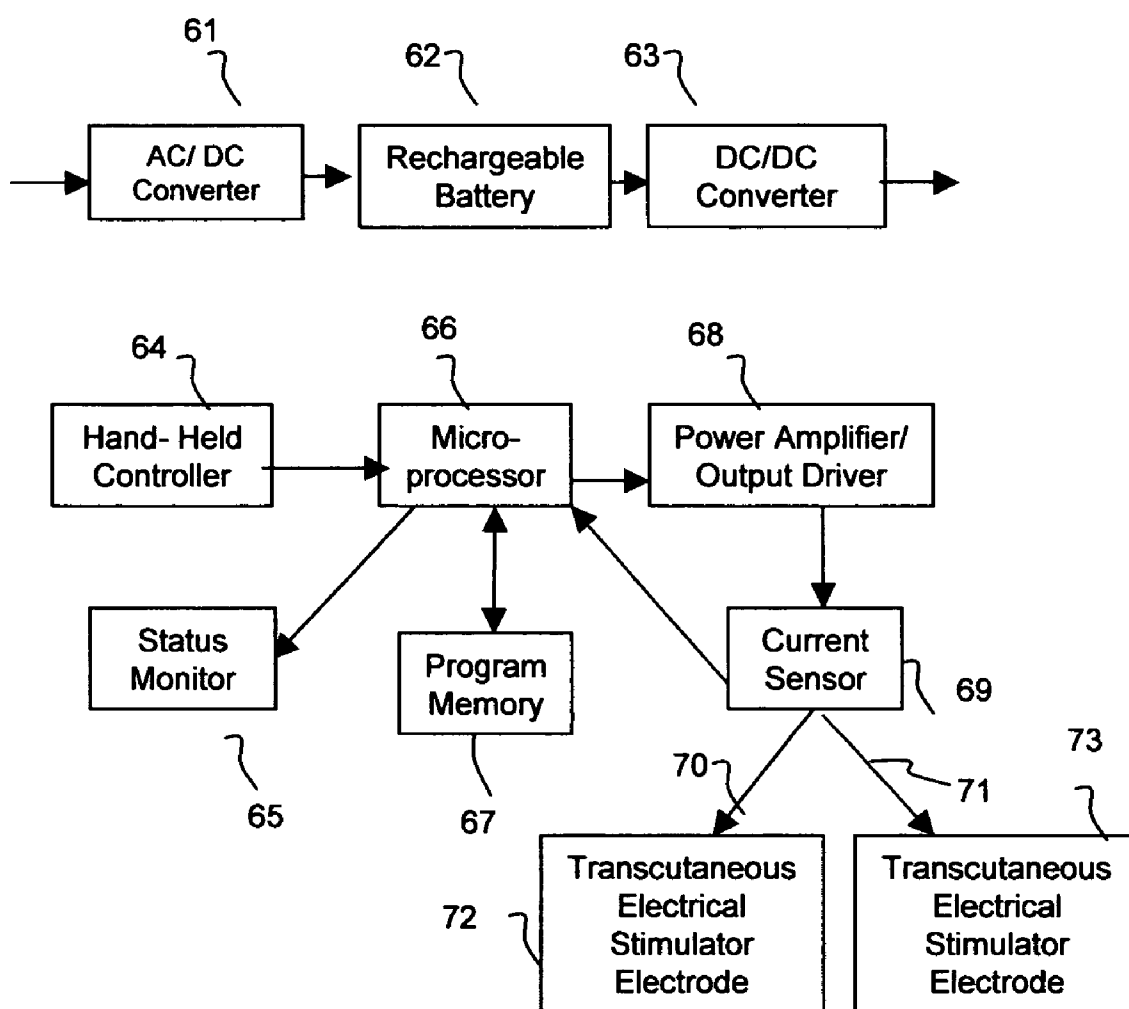 61
62
63
AC/ DC
Converter
Rechargeable
Battery
DC/DC
Converter
64
66
68
Hand- Held
Controller
Micro-
processor
Power Amplifier/
Output Driver
Status
Monitor
Program
Memory
Current
Sensor
69
65
67
70
71
73
72
Transcutaneous
Electrical
Stimulator
Electrode
Transcutaneous
Electrical
Stimulator
Electrode